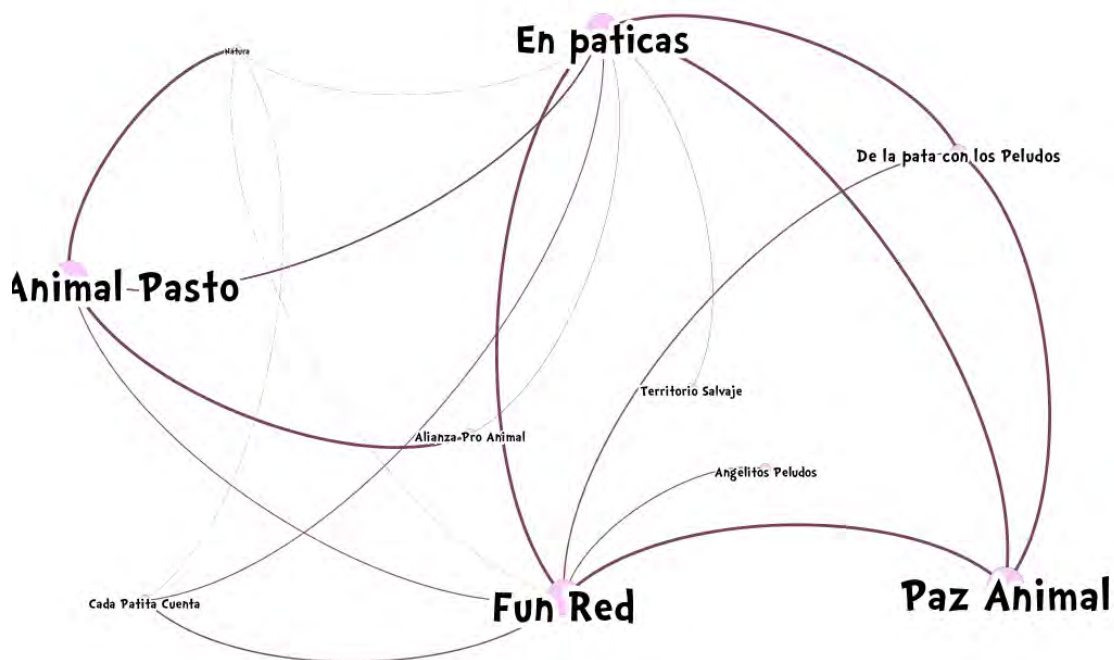 En paticas
Natura
De la pata con los Peludos
Animal Pasto
Territorio Salvaje
Alianza Pro Animal
Angelitos Peludos
Cada Patita Cuenta
Fun Red
Paz Animal